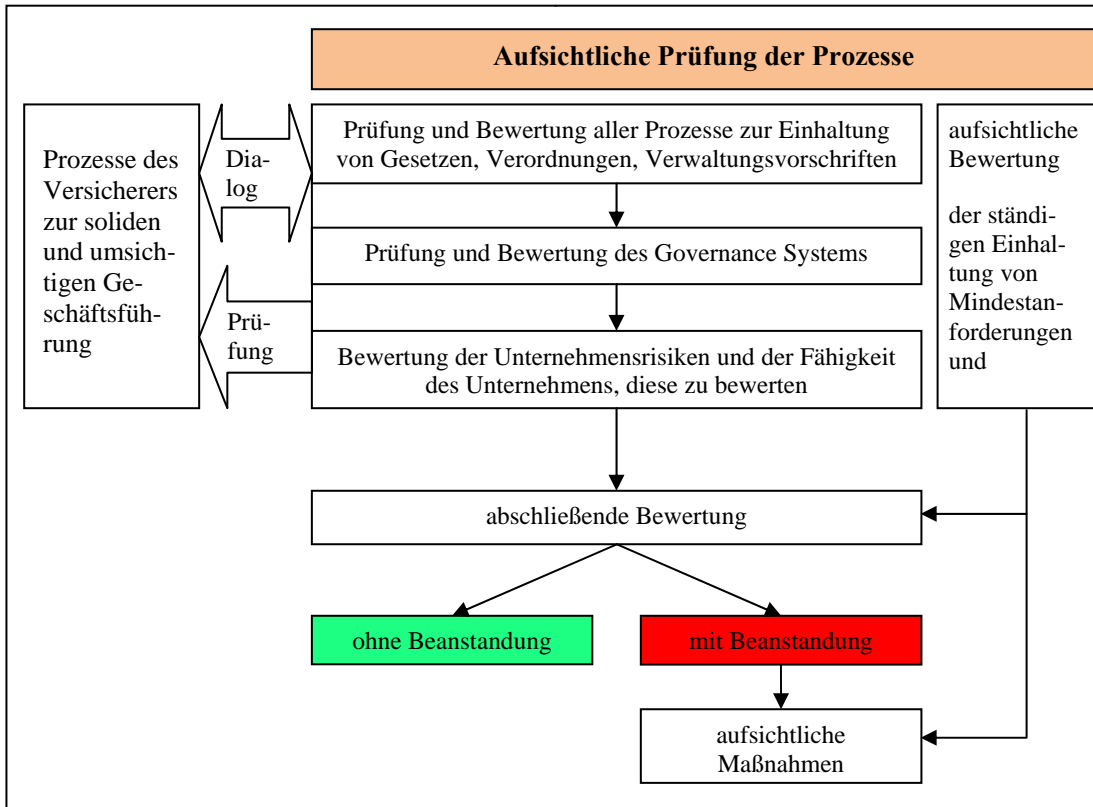 Aufsichtliche Prüfung der Prozesse
Prozesse des
Versicherers
zur soliden
und umsich-
tigen Ge-
schäftsfüh-
rung
Dia-
log
Prü-
fung
Prüfung und Bewertung aller Prozesse zur Einhaltung
von Gesetzen, Verordnungen, Verwaltungsvorschriften
Prüfung und Bewertung des Governance Systems
Bewertung der Unternehmensrisiken und der Fähigkeit
des Unternehmens, diese zu bewerten
aufsichtliche
Bewertung
der ständi-
gen Einhal-
tung von
Mindestan-
forderungen
und
abschließende Bewertung
ohne Beanstandung
mit Beanstandung
aufsichtliche
Maßnahmen